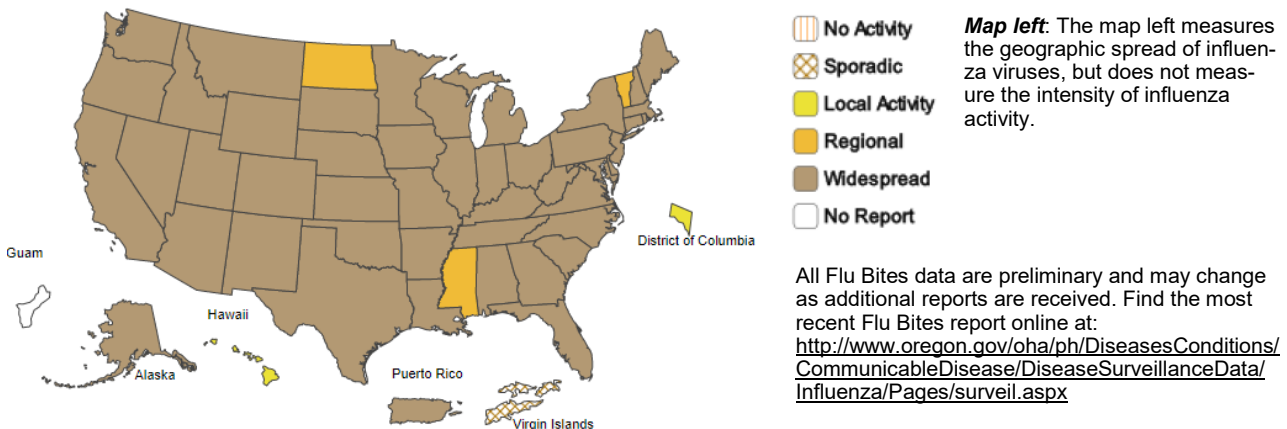 No Activity
Sporadic
Local Activity
Regional
Widespread
No Report
Map left: The map left measures
the geographic spread of influen-
za viruses, but does not meas-
ure the intensity of influenza
activity.
District of Columbia
Guam
Hawaii
Alaska
Puerto Rico
Virgin Islands
All Flu Bites data are preliminary and may change
as additional reports are received. Find the most
recent Flu Bites report online at:
http://www.oregon.gov/oha/ph/DiseasesConditions/
CommunicableDisease/DiseaseSurveillanceData/
Influenza/Pages/surveil.aspx